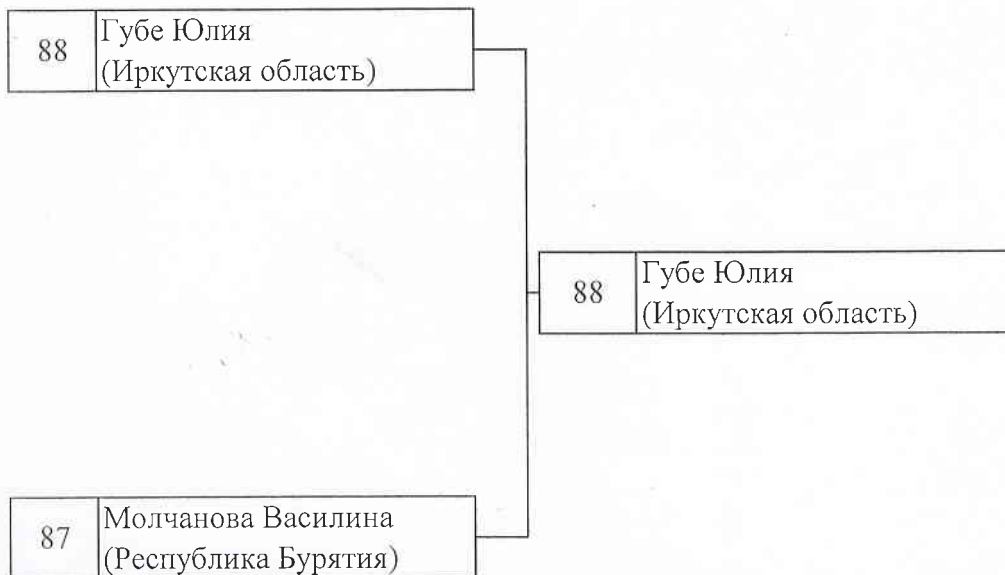 88
Губе Юлия
(Иркутская область)
88
Губе Юлия
(Иркутская область)
87
Молчанова Василина
(Республика Бурятия)